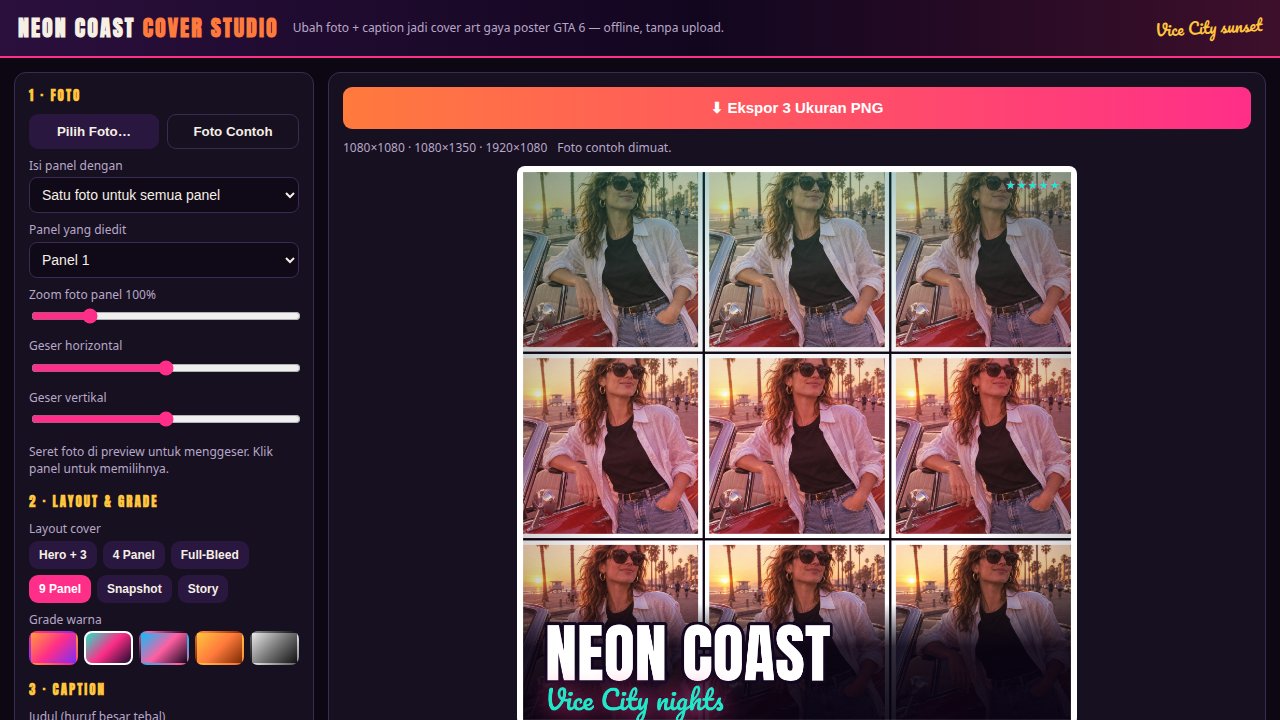 NEON COAST COVER STUDIO
Ubah foto + caption jadi cover art gaya poster GTA 6 — offline, tanpa upload.
Vice City sunset
1 · FOTO
Pilih Foto…
Foto Contoh
Isi panel dengan
Satu foto untuk semua panel
Panel yang diedit
Panel 1
Zoom foto panel 100%
Geser horizontal
Geser vertikal
Seret foto di preview untuk menggeser. Klik
panel untuk memilihnya.
2 · LAYOUT & GRADE
Layout cover
Hero + 3
4 Panel
Full-Bleed
9 Panel
Snapshot
Story
Grade warna
3 · CAPTION
Judul (huruf besar tebal)
⬇ Ekspor 3 Ukuran PNG
1080×1080 · 1080×1350 · 1920×1080 Foto contoh dimuat.
★★★★★
NEON COAST
Vice City nights